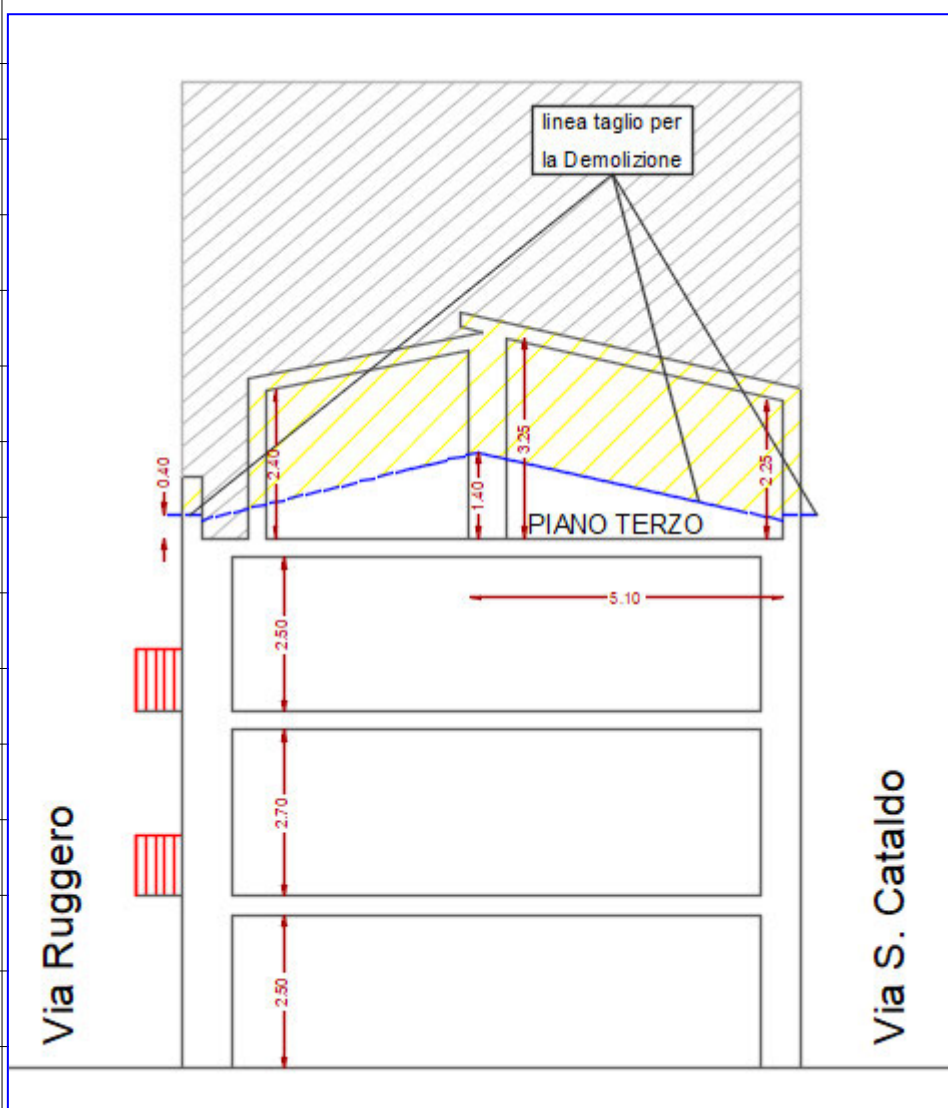 linea taglio per
la Demolizione
0.40
2.40
1.40
3.25
2.25
PIANO TERZO
5.10
2.50
2.70
2.50
Via Ruggero
Via S. Cataldo